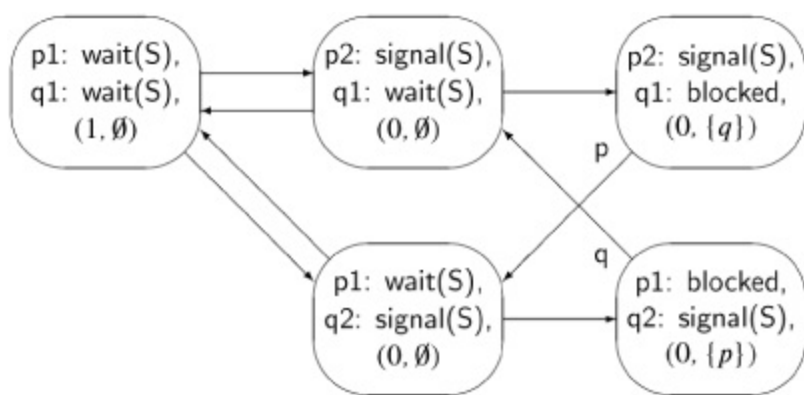 p1: wait(S),
q1: wait(S),
(1, ∅)
p2: signal(S),
q1: wait(S),
(0, ∅)
p2: signal(S),
q1: blocked,
(0, {q})
p
q
p1: wait(S),
q2: signal(S),
(0, ∅)
p1: blocked,
q2: signal(S),
(0, {p})